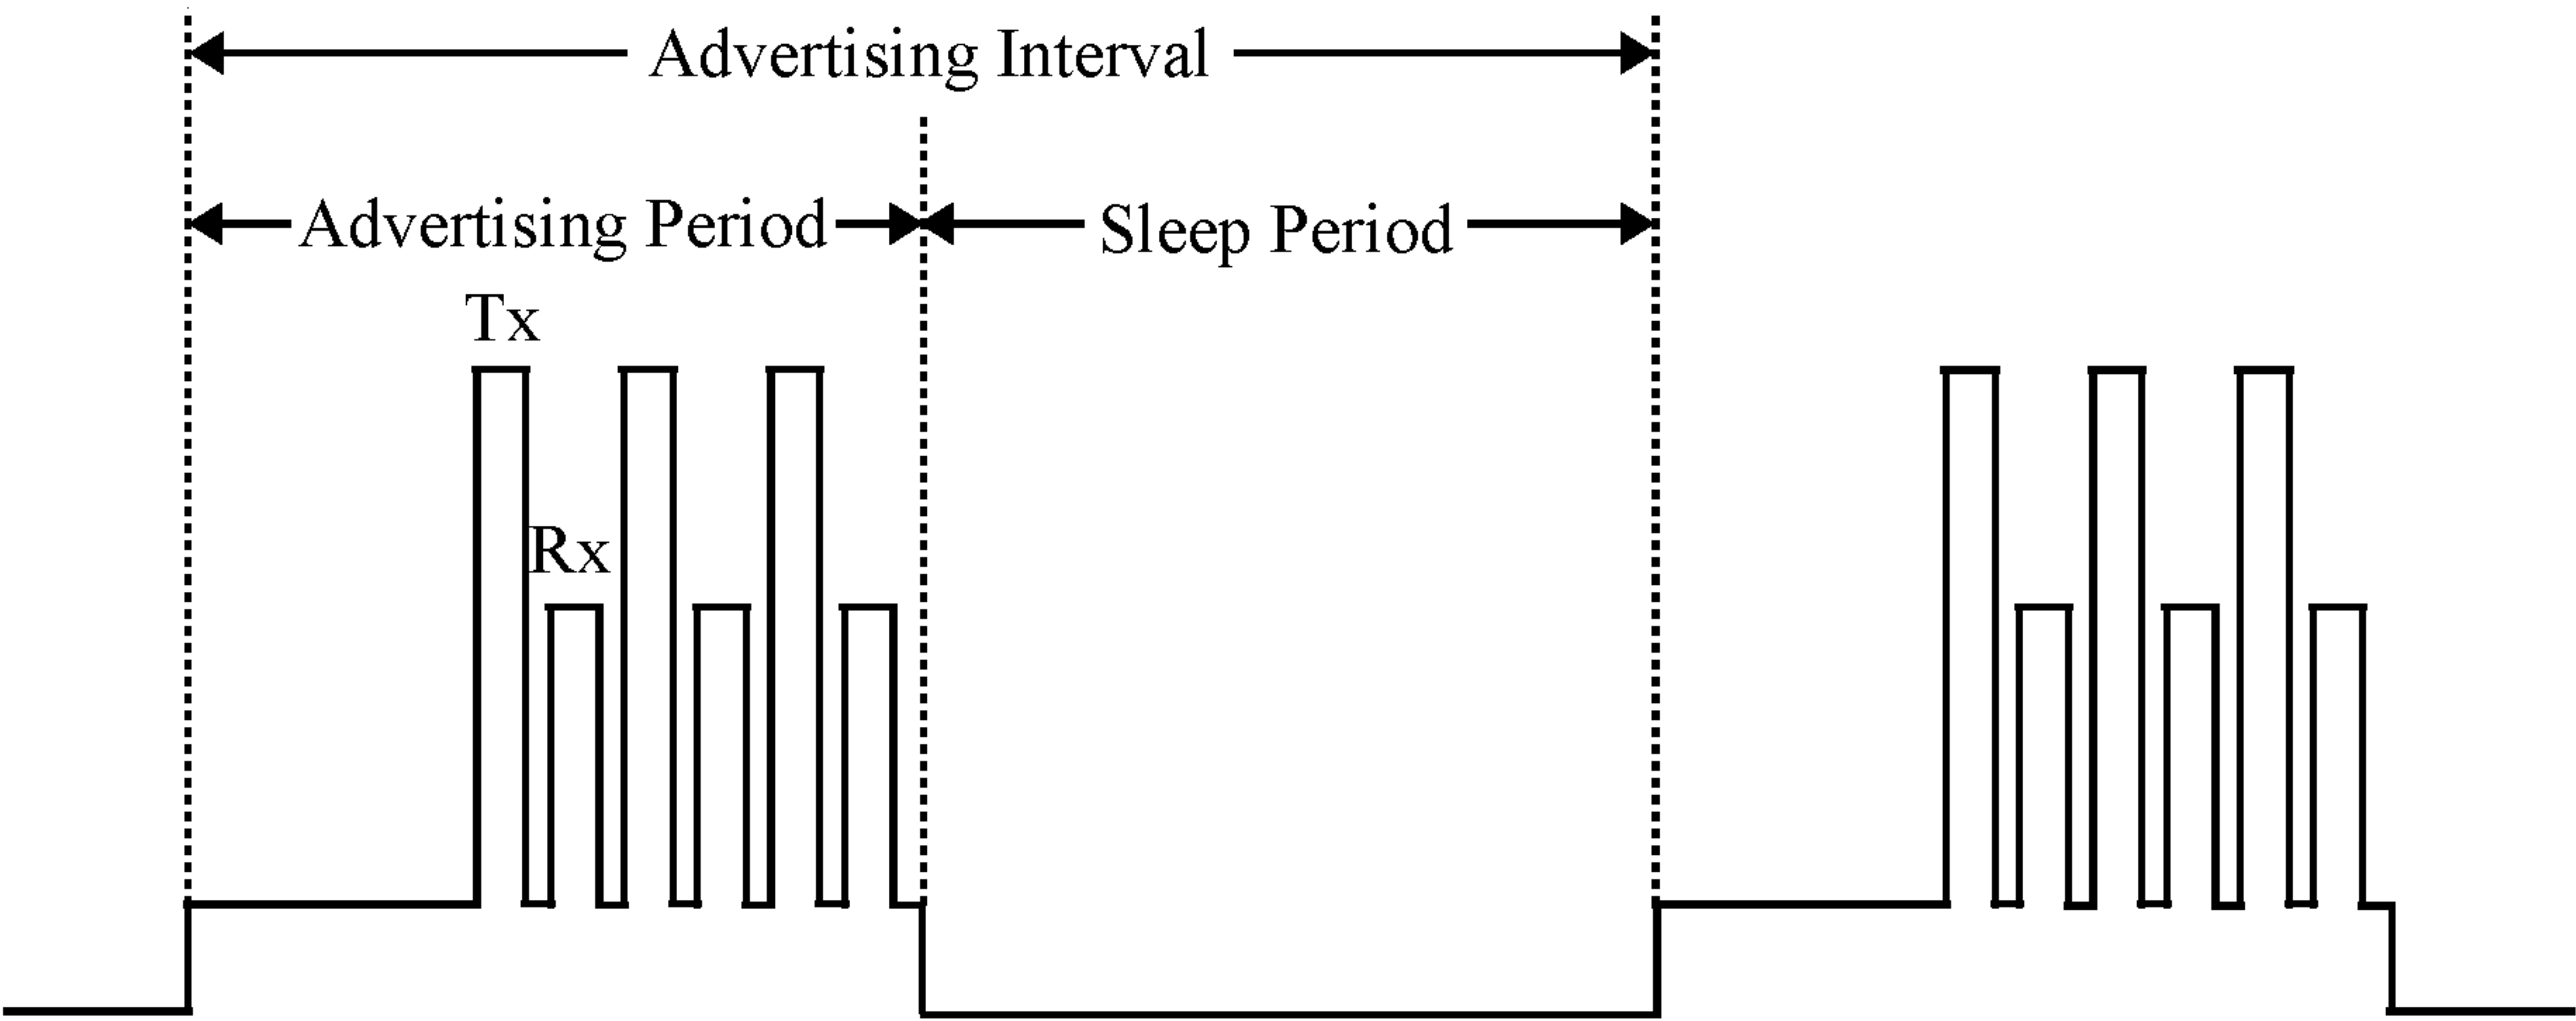 Advertising Interval
Advertising Period
Sleep Period
Tx
Rx